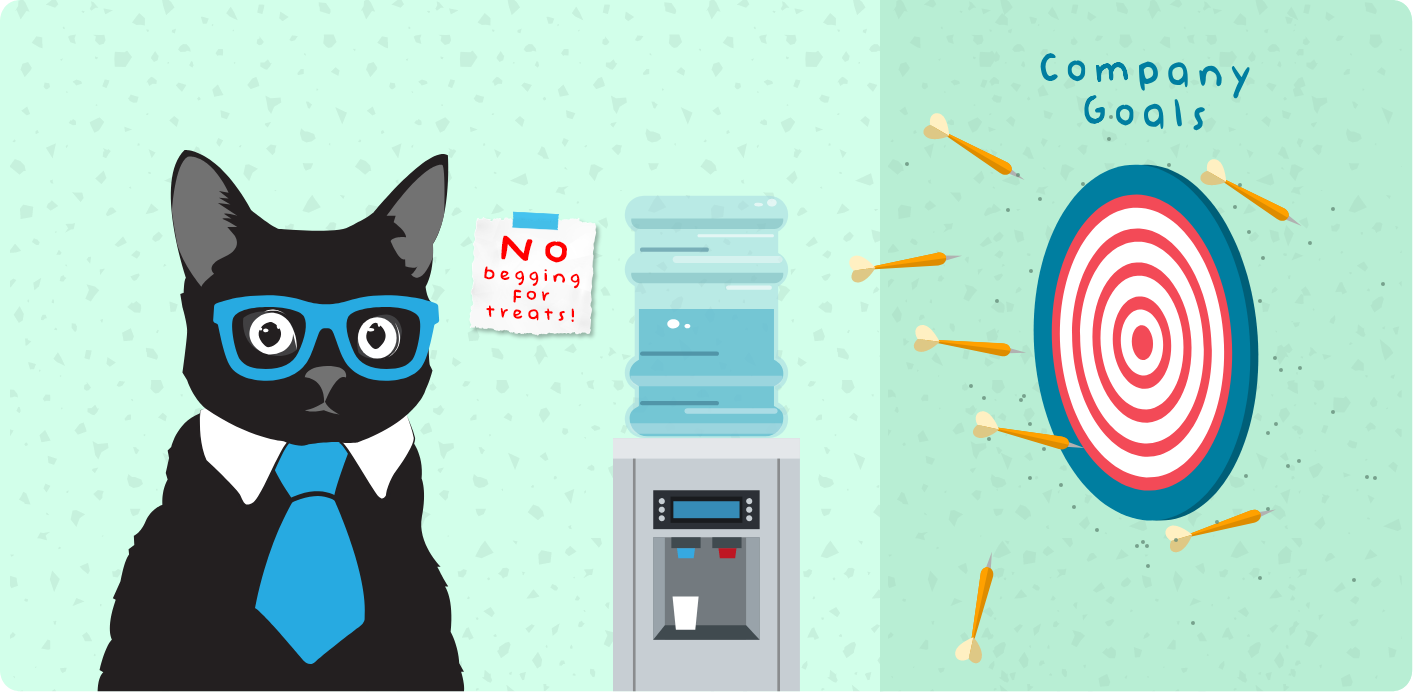 NO
begging
for
treats!
Company
Goals